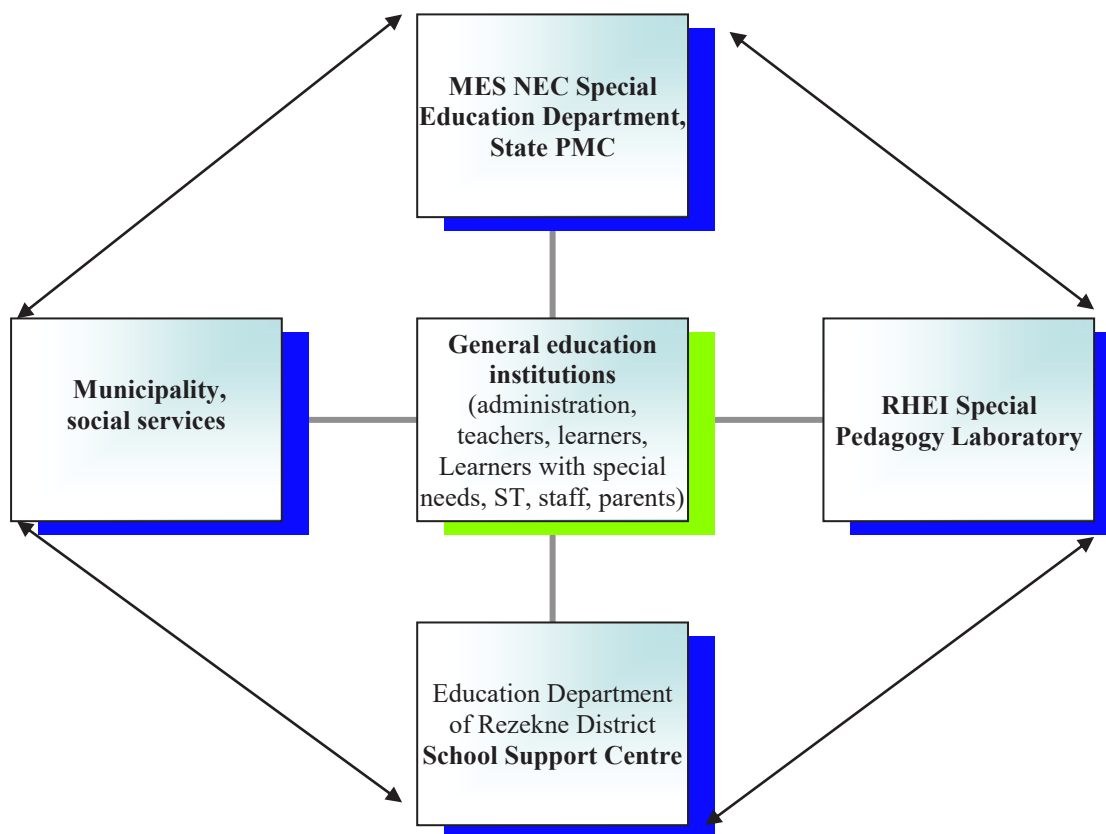 MES NEC Special
Education Department,
State PMC
Municipality,
social services
General education
institutions
(administration,
teachers, learners,
Learners with special
needs, ST, staff, parents)
RHEI Special
Pedagogy Laboratory
Education Department
of Rezekne District
School Support Centre